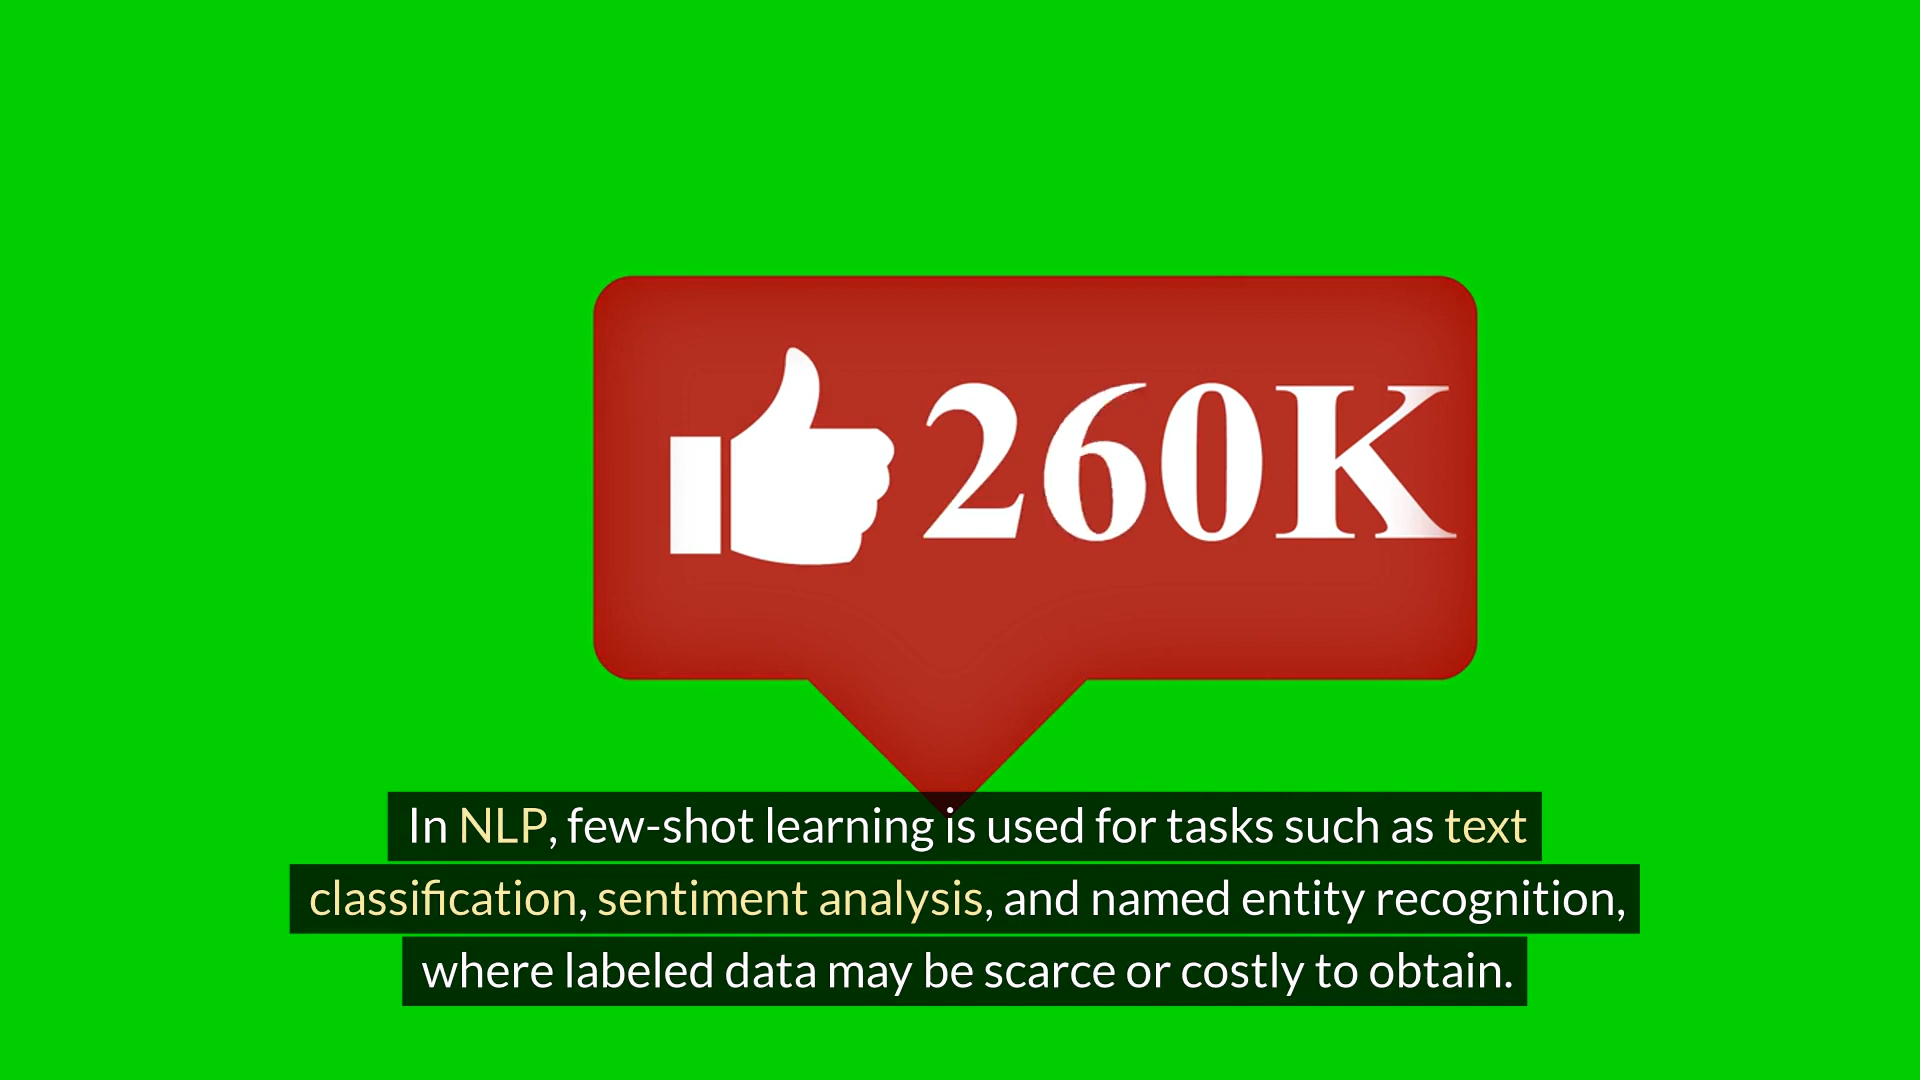 260K
In NLP, few-shot learning is used for tasks such as text
classification, sentiment analysis, and named entity recognition,
where labeled data may be scarce or costly to obtain.